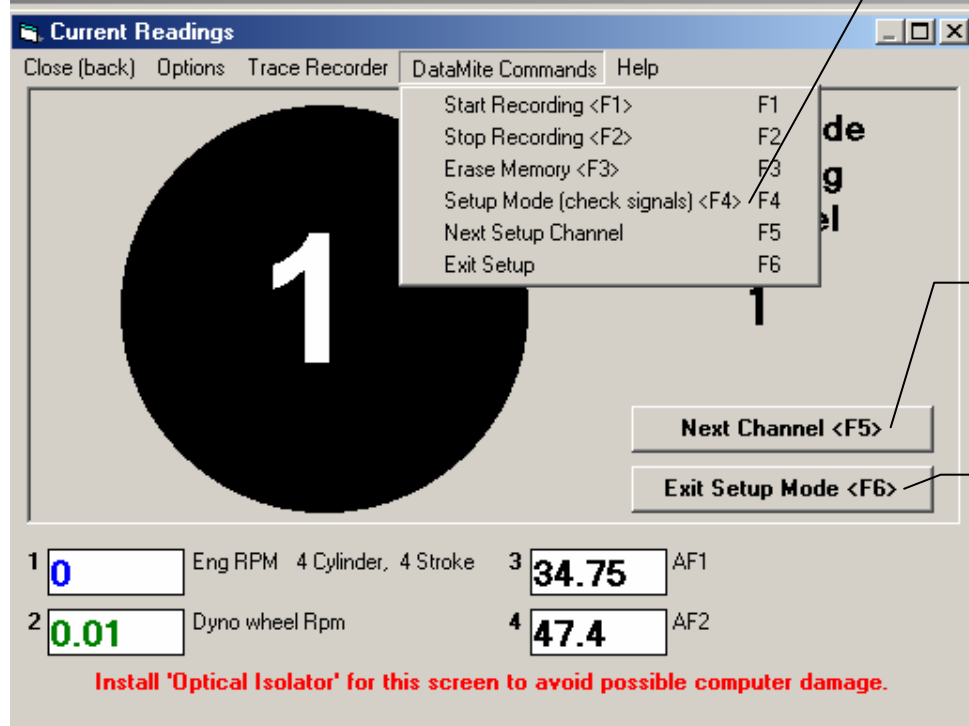 Current Readings
Close (back) Options Trace Recorder DataMite Commands Help
Start Recording <F1> F1
Stop Recording <F2> F2
Erase Memory <F3> F3
Setup Mode (check signals) <F4> F4
Next Setup Channel F5
Exit Setup F6
de
g
el
1
1
Next Channel <F5>
Exit Setup Mode <F6>
1 0 Eng RPM 4 Cylinder, 4 Stroke 3 34.75 AF1
2 0.01 Dyno wheel Rpm 4 47.4 AF2
Install 'Optical Isolator' for this screen to avoid possible computer damage.